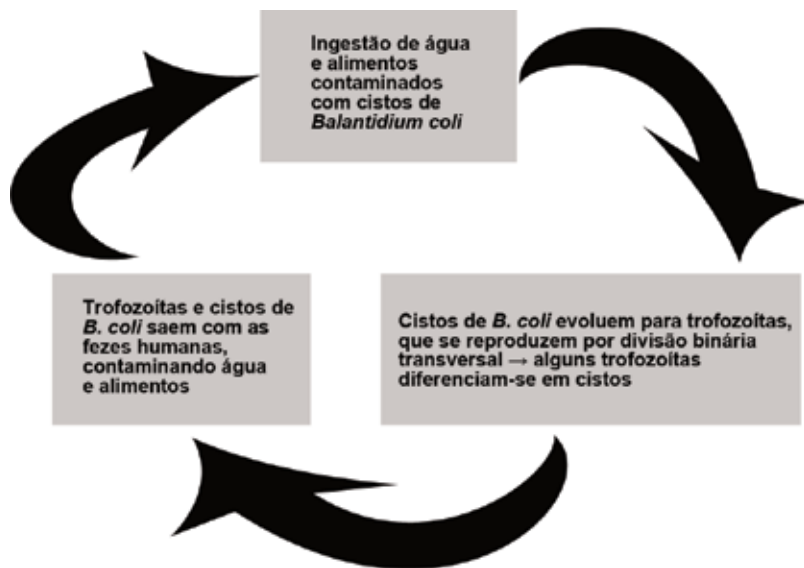 Ingestão de água
e alimentos
contaminados
com cistos de
Balantidium coli
Cistos de B. coli evoluem para trofozoítas,
que se reproduzem por divisão binária
transversal → alguns trofozoítas
diferenciam-se em cistos
Trofozoítas e cistos de
B. coli saem com as
fezes humanas,
contaminando água
e alimentos